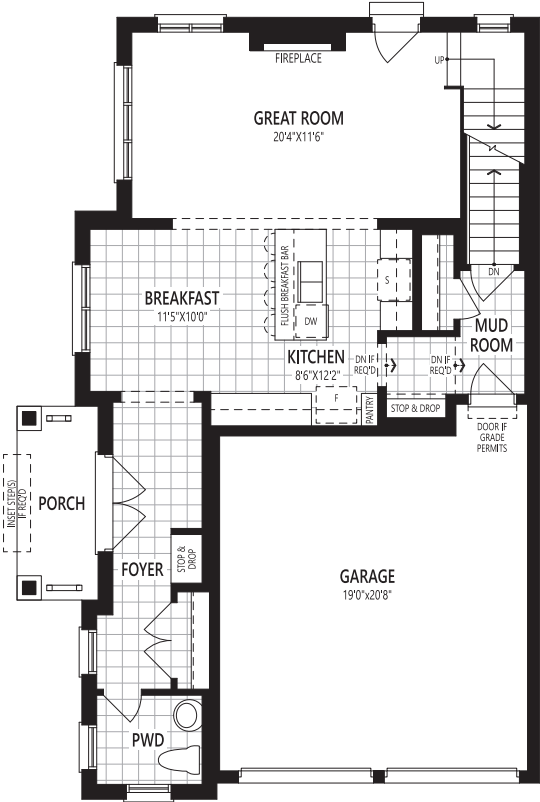 FIREPLACE
UP
GREAT ROOM
20'4"X11'6"
FLUSH BREAKFAST BAR
S
DN
BREAKFAST
11'5"X10'0"
DW
MUD
ROOM
KITCHEN
8'6"X12'2"
DN IF
REQ'D
DN IF
REQ'D
F
PANTRY
STOP & DROP
DOOR IF
GRADE
PERMITS
INSET STEP(S)
IF REQ'D
PORCH
STOP &
DROP
FOYER
GARAGE
19'0"x20'8"
PWD